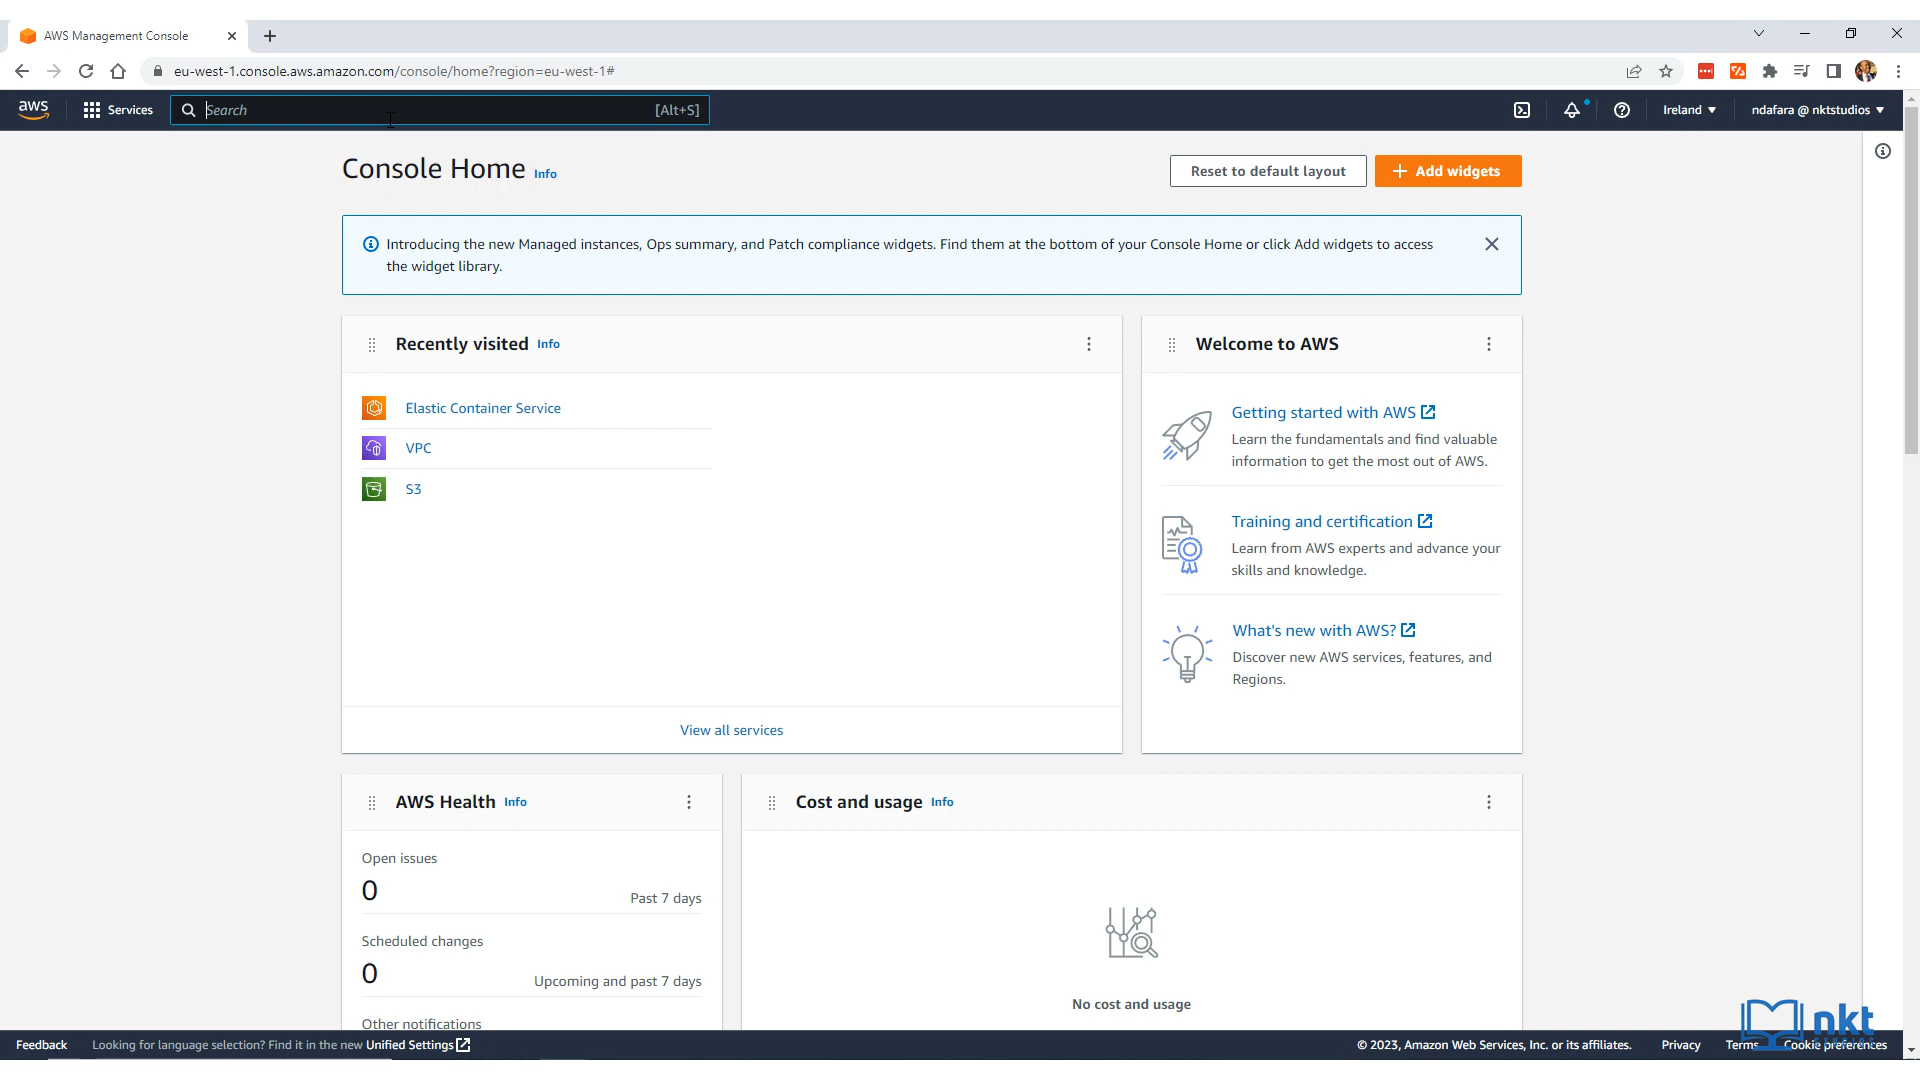 AWS Management Console
eu-west-1.console.aws.amazon.com/console/home?region=eu-west-1#
aws
Services
Search
[Alt+S]
Ireland
ndafara @ nktstudios
Console Home Info
Reset to default layout
Add widgets
Introducing the new Managed instances, Ops summary, and Patch compliance widgets. Find them at the bottom of your Console Home or click Add widgets to access
the widget library.
Recently visited Info
Elastic Container Service
VPC
S3
View all services
Welcome to AWS
Getting started with AWS
Learn the fundamentals and find valuable
information to get the most out of AWS.
Training and certification
Learn from AWS experts and advance your
skills and knowledge.
What's new with AWS?
Discover new AWS services, features, and
Regions.
AWS Health Info
Open issues
0
Past 7 days
Scheduled changes
0
Upcoming and past 7 days
Other notifications
Cost and usage Info
No cost and usage
nkt
STUDIOS
Feedback
Looking for language selection? Find it in the new Unified Settings
© 2023, Amazon Web Services, Inc. or its affiliates.
Privacy
Terms
Cookie preferences